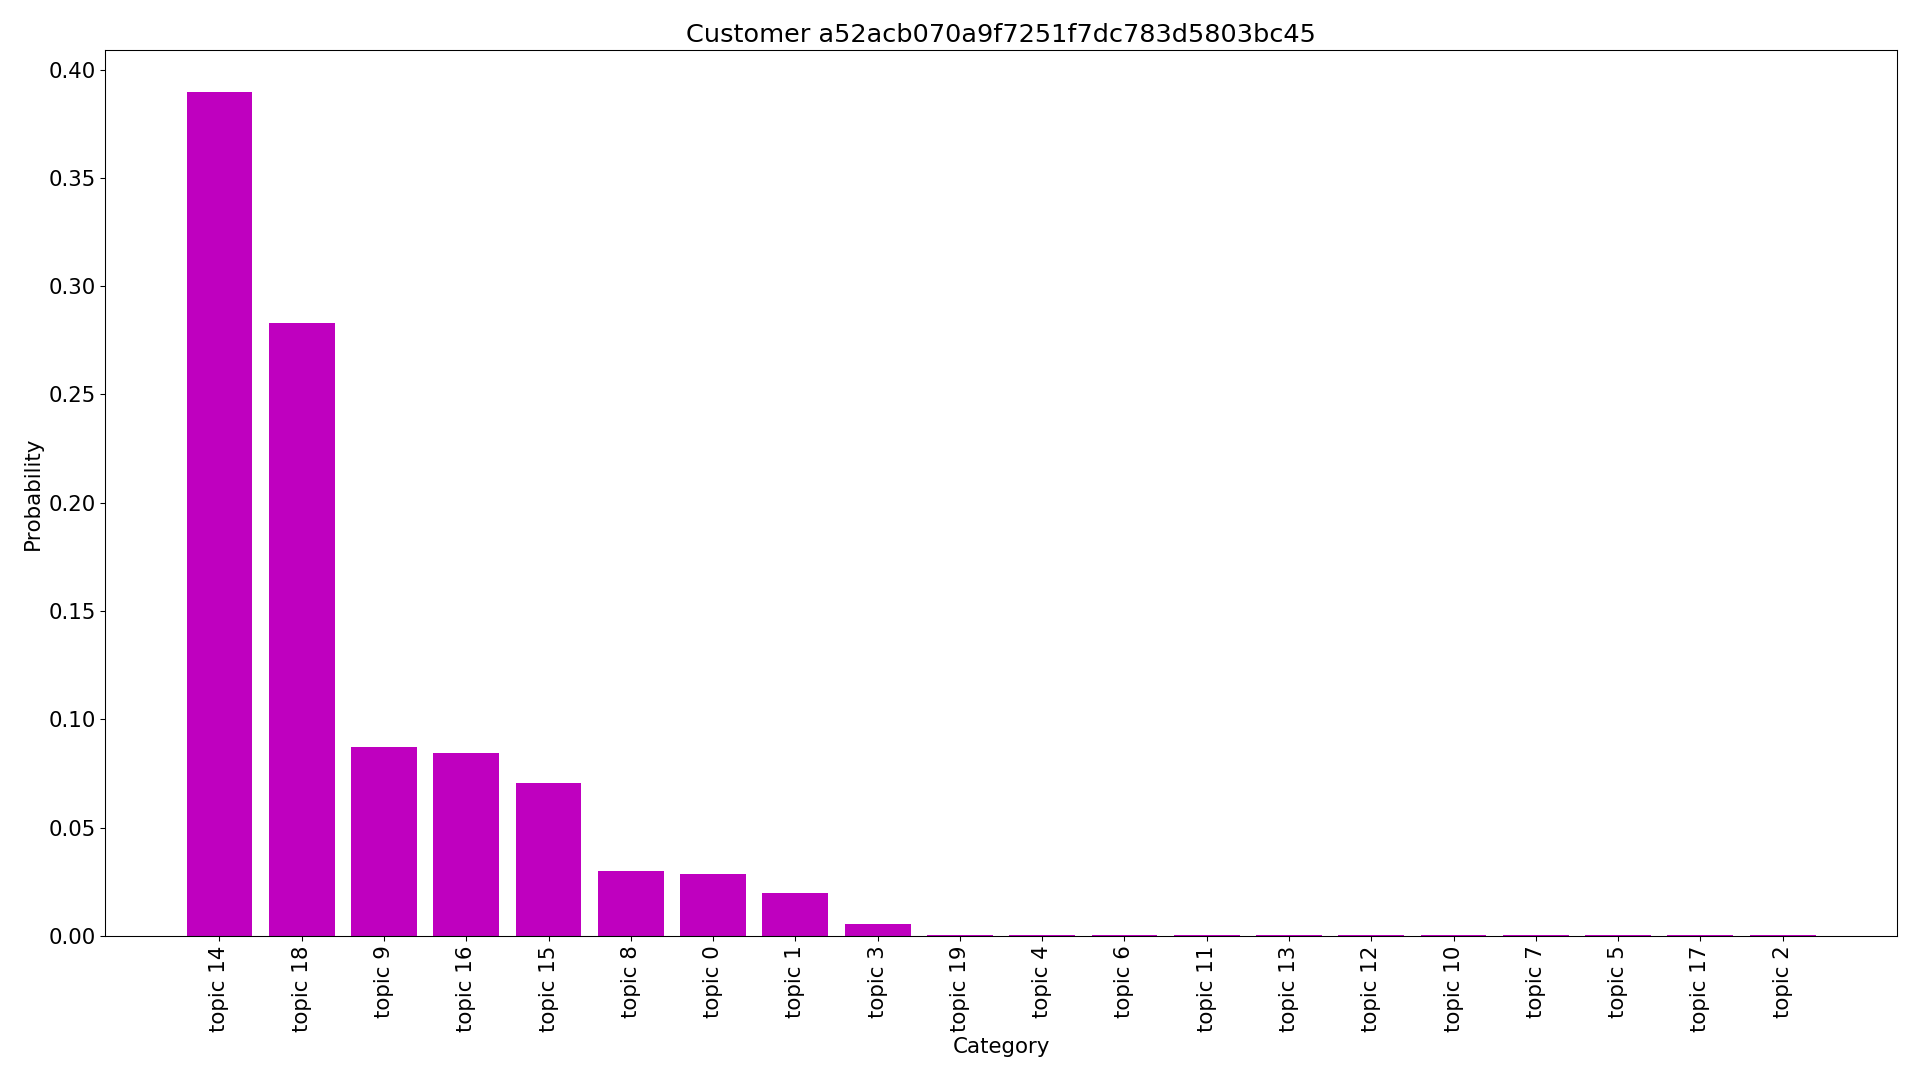 Customer a52acb070a9f7251f7dc783d5803bc45
Probability
0.40
0.35
0.30
0.25
0.20
0.15
0.10
0.05
0.00
topic 14
topic 18
topic 9
topic 16
topic 15
topic 8
topic 0
topic 1
topic 3
topic 19
topic 4
topic 6
topic 11
topic 13
topic 12
topic 10
topic 7
topic 5
topic 17
topic 2
Category